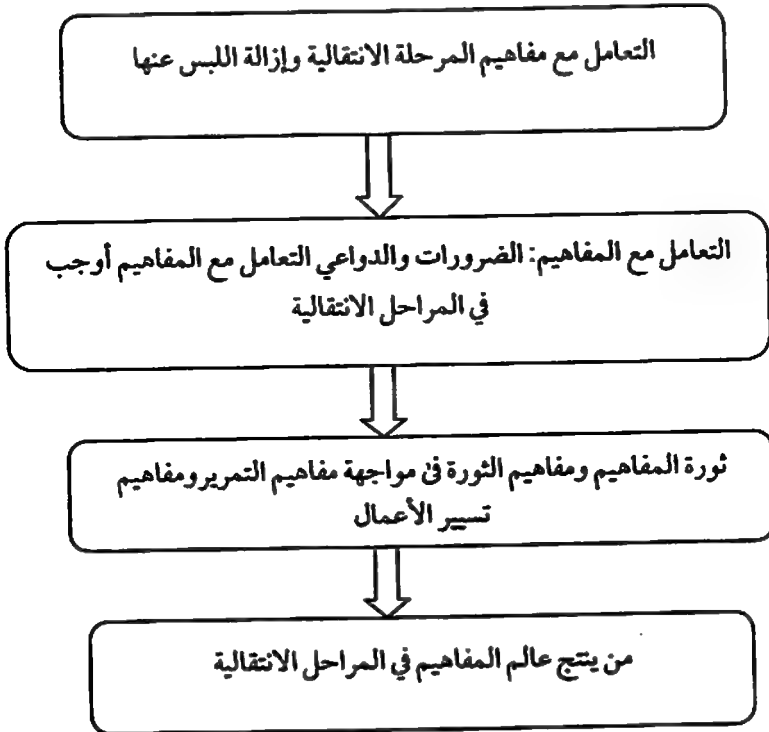 التعامل مع مفاهيم المرحلة الانتقالية وإزالة اللبس عنها
التعامل مع المفاهيم: الضرورات والدواعي التعامل مع المفاهيم أوجب
في المراحل الانتقالية
ثورة المفاهيم ومفاهيم الثورة فى مواجهة مفاهيم التمرير ومفاهيم
تسيير الأعمال
من ينتج عالم المفاهيم في المراحل الانتقالية